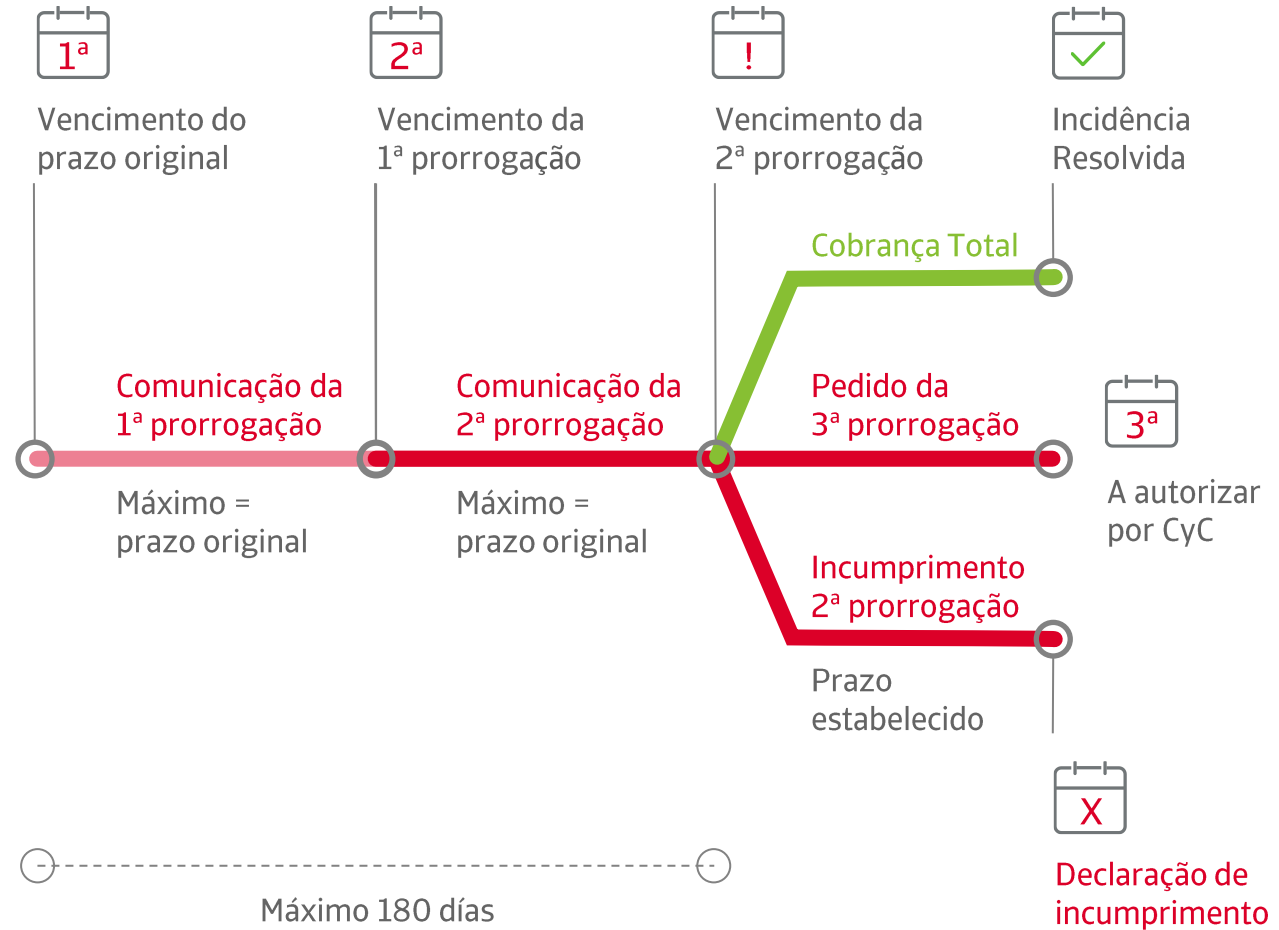 1ª
Vencimento do
prazo original
2ª
Vencimento da
1ª prorrogação
!
Vencimento da
2ª prorrogação
Incidência
Resolvida
Cobrança Total
Comunicação da
1ª prorrogação
Máximo =
prazo original
Comunicação da
2ª prorrogação
Máximo =
prazo original
Pedido da
3ª prorrogação
3ª
A autorizar
por CyC
Incumprimento
2ª prorrogação
Prazo
estabelecido
X
Declaração de
incumprimento
Máximo 180 días